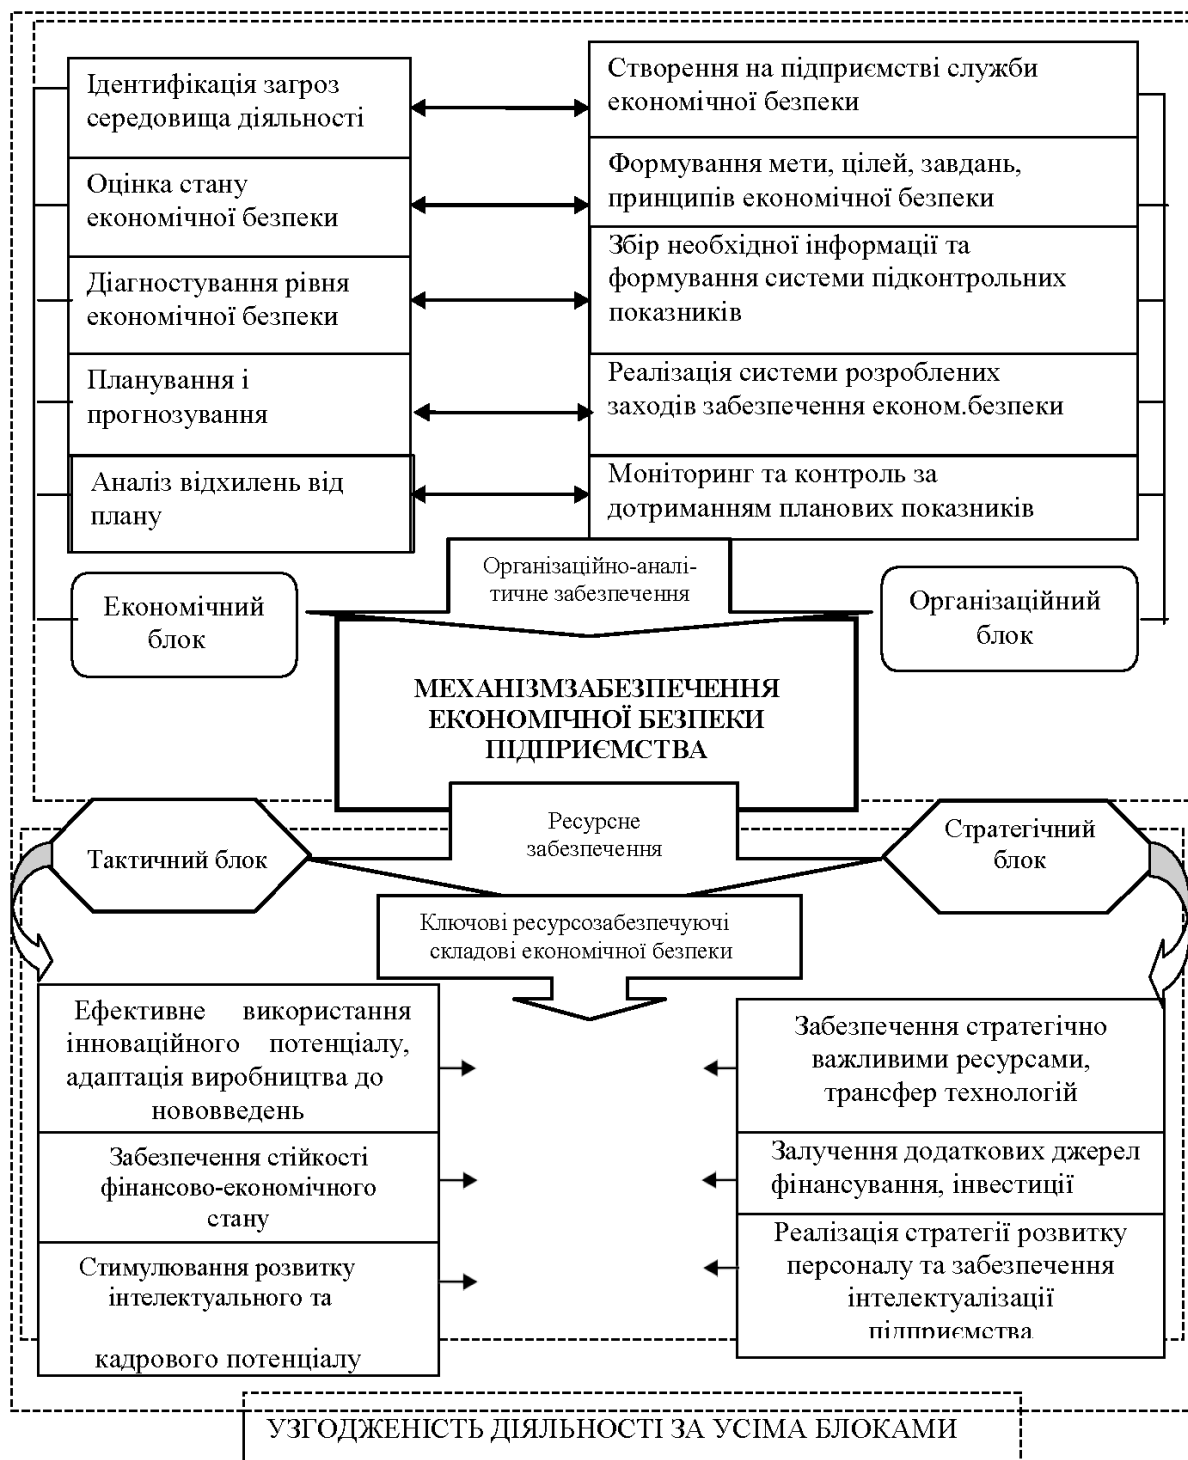 Ідентифікація загроз
середовища діяльності
Створення на підприємстві служби
економічної безпеки
Оцінка стану
економічної безпеки
Формування мети, цілей, завдань,
принципів економічної безпеки
Діагностування рівня
економічної безпеки
Збір необхідної інформації та
формування системи підконтрольних
показників
Планування і
прогнозування
Реалізація системи розроблених
заходів забезпечення економ.безпеки
Аналіз відхилень від
плану
Моніторинг та контроль за
дотриманням планових показників
Організаційно-аналі-
тичне забезпечення
Економічний
блок
Організаційний
блок
МЕХАНІЗМЗАБЕЗПЕЧЕННЯ
ЕКОНОМІЧНОЇ БЕЗПЕКИ
ПІДПРИЄМСТВА
Ресурсне
забезпечення
Тактичний блок
Стратегічний
блок
Ключові ресурсозабезпечуючі
складові економічної безпеки
Ефективне використання
інноваційного потенціалу,
адаптація виробництва до
нововведень
Забезпечення стратегічно
важливими ресурсами,
трансфер технологій
Забезпечення стійкості
фінансово-економічного
стану
Залучення додаткових джерел
фінансування, інвестиції
Стимулювання розвитку
інтелектуального та
кадрового потенціалу
Реалізація стратегії розвитку
персоналу та забезпечення
інтелектуалізації
підприємства
УЗГОДЖЕНІСТЬ ДІЯЛЬНОСТІ ЗА УСІМА БЛОКАМИ